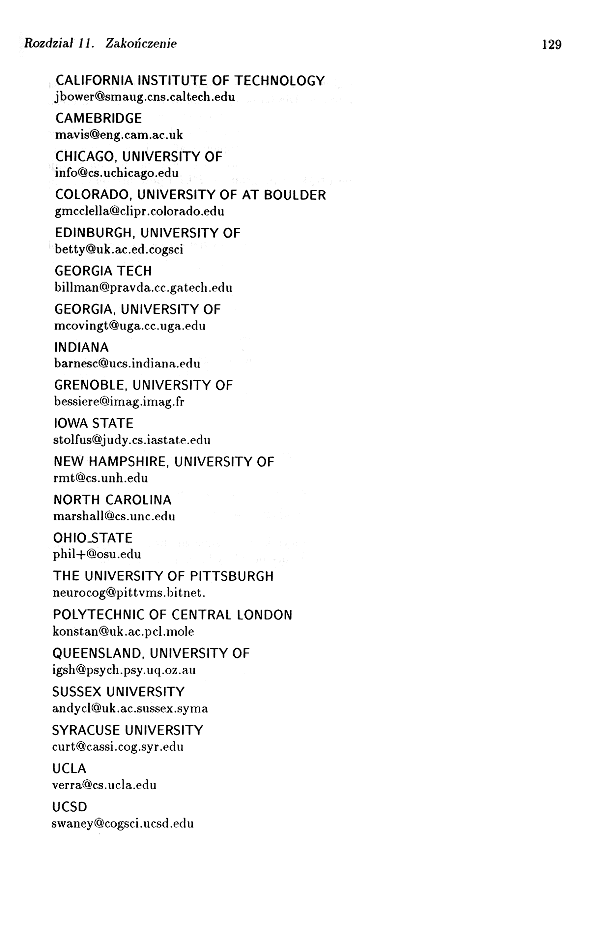 Rozdział 11. Zakończenie 129
CALIFORNIA INSTITUTE OF TECHNOLOGY
jbower@smaug.cns.caltech.edu
CAMEBRIDGE
mavis@eng.cam.ac.uk
CHICAGO, UNIVERSITY OF
info@cs.uchicago.edu
COLORADO, UNIVERSITY OF AT BOULDER
gmcclella@clipr.colorado.edu
EDINBURGH, UNIVERSITY OF
betty@uk.ac.ed.cogsci
GEORGIA TECH
billman@pravda.cc.gatech.edu
GEORGIA, UNIVERSITY OF
mcovingt@uga.cc.uga.edu
INDIANA
barnesc@ucs.indiana.edu
GRENOBLE, UNIVERSITY OF
bessiere@imag.imag.fr
IOWA STATE
stolfus@judy.cs.iastate.edu
NEW HAMPSHIRE, UNIVERSITY OF
rmt@cs.unh.edu
NORTH CAROLINA
marshall@cs.unc.edu
OHIO_STATE
phil+@osu.edu
THE UNIVERSITY OF PITTSBURGH
neurocog@pittvms.bitnet.
POLYTECHNIC OF CENTRAL LONDON
konstan@uk.ac.pcl.mole
QUEENSLAND, UNIVERSITY OF
igsh@psych.psy.uq.oz.au
SUSSEX UNIVERSITY
andycl@uk.ac.sussex.syma
SYRACUSE UNIVERSITY
curt@cassi.cog.syr.edu
UCLA
verra@cs.ucla.edu
UCSD
swaney@cogsci.ucsd.edu